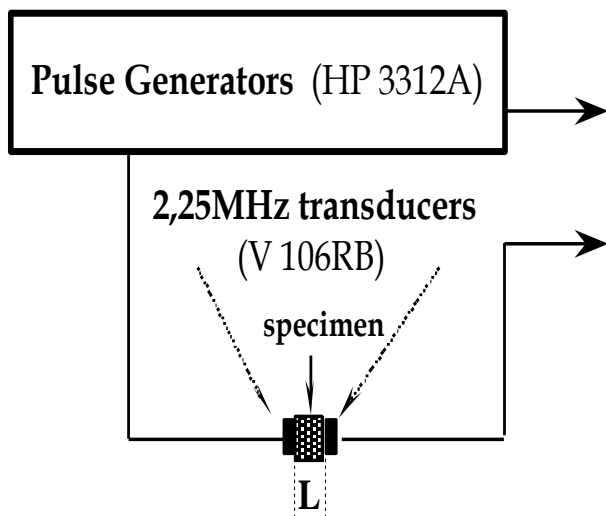 Pulse Generators (HP 3312A)
2,25MHz transducers
(V 106RB)
specimen
L